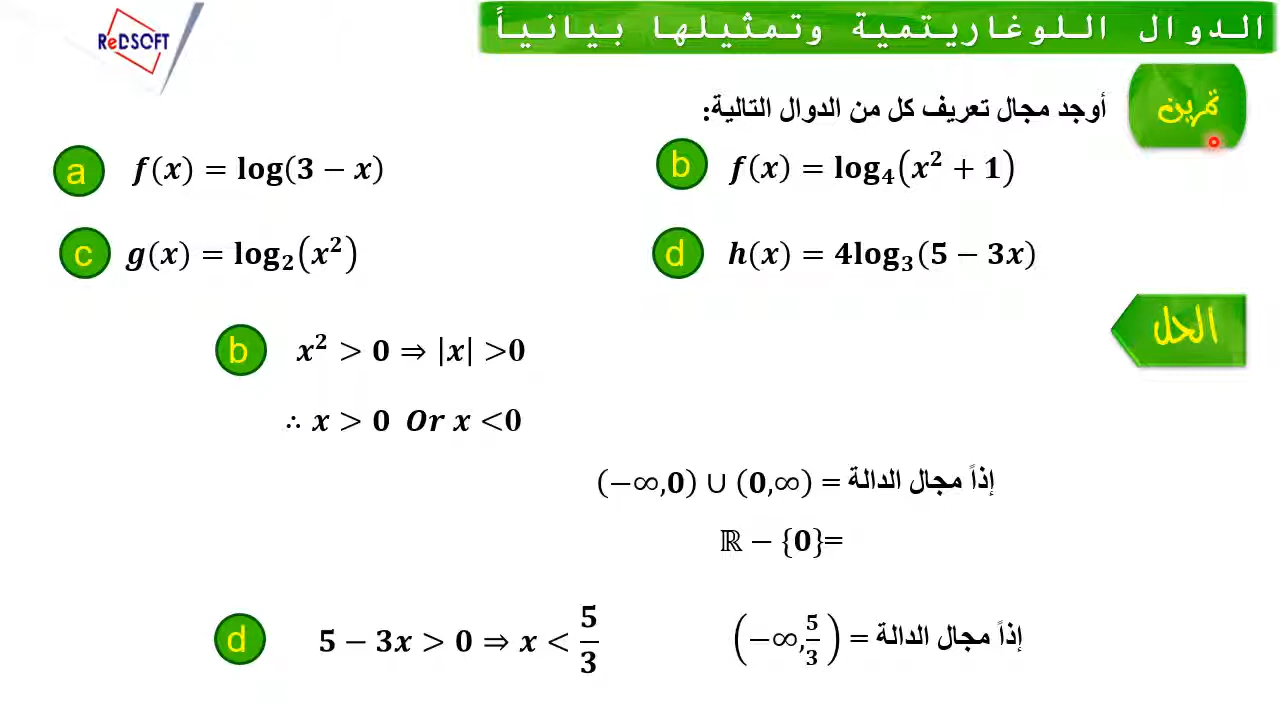 ReDSOFT
الدوال اللوغاريتمية وتمثيلها بيانياً
تمرين
أوجد مجال تعريف كل من الدوال التالية:
a f(x) = log(3 − x)
b f(x) = log₄(x² + 1)
c g(x) = log₂(x²)
d h(x) = 4log₃(5 − 3x)
الحل
b x² > 0 ⇒ |x| >0
∴ x > 0 Or x <0
إذاً مجال الدالة = (−∞,0) ∪ (0,∞)
ℝ − {0}=
d 5 − 3x > 0 ⇒ x < 5/3
إذاً مجال الدالة = (−∞,5/3)